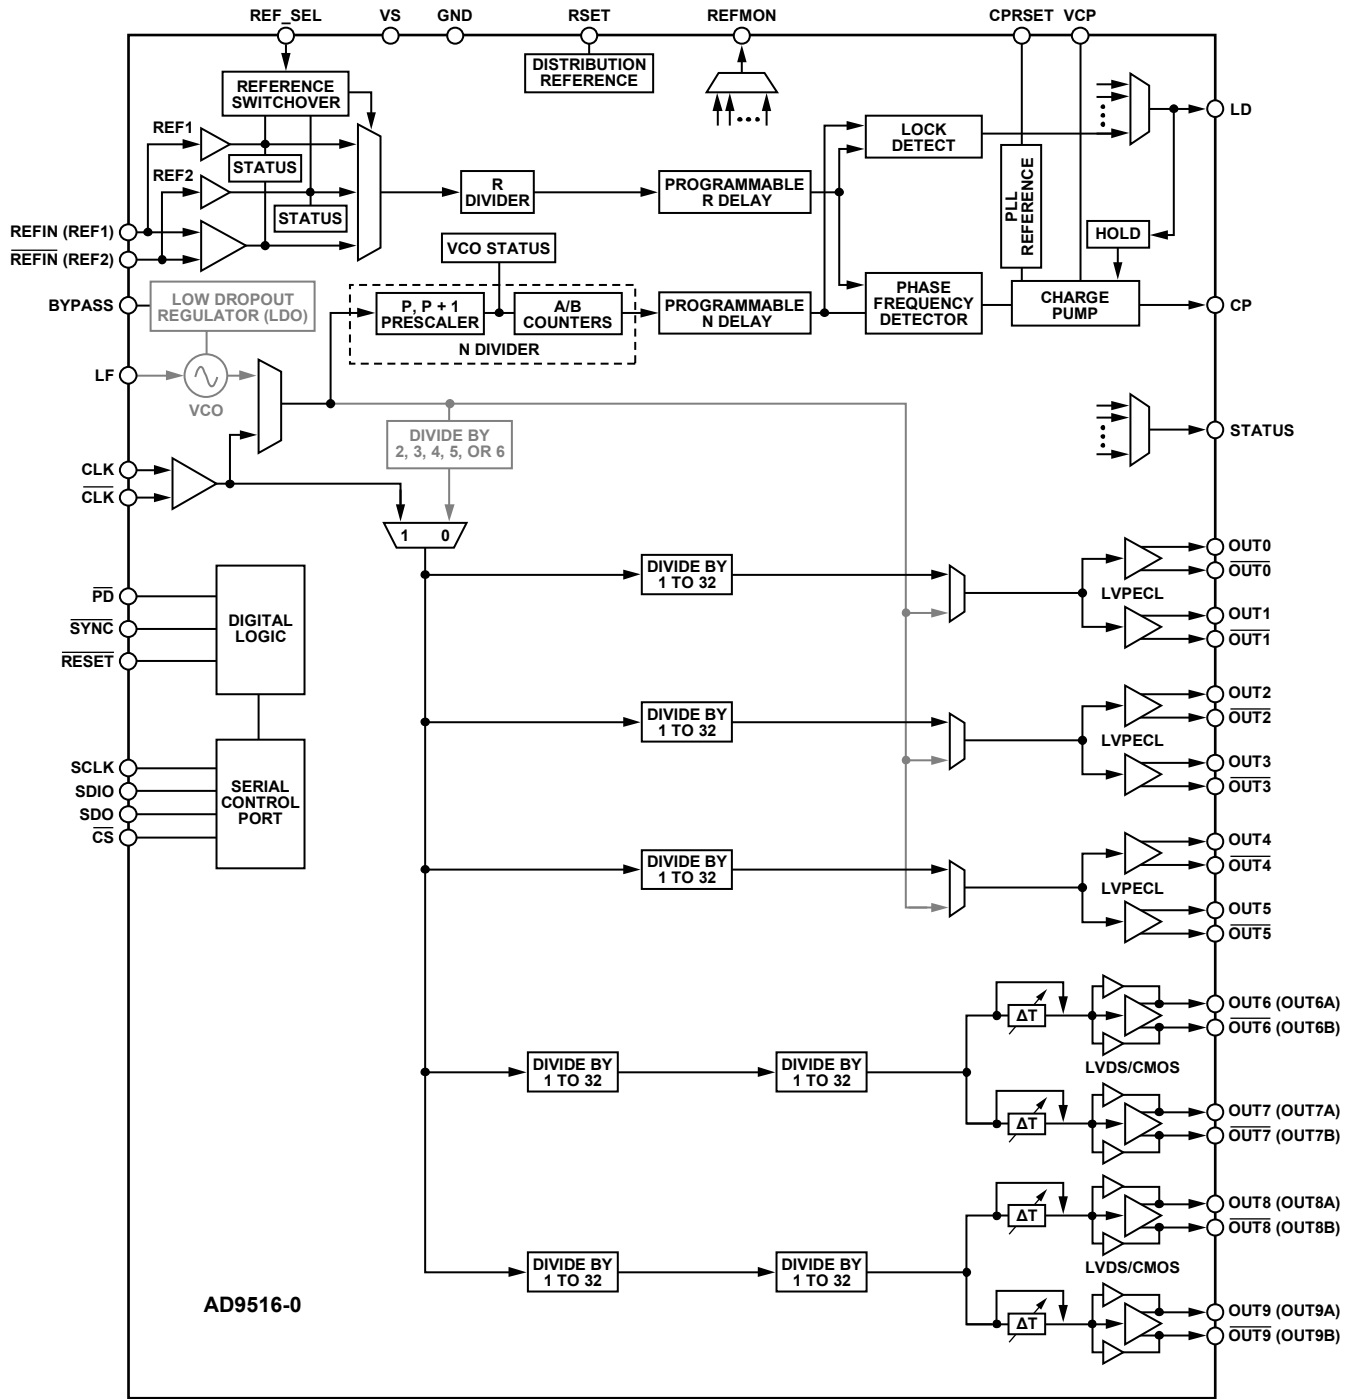 REF_SEL VS GND RSET REFMON CPRSET VCP
DISTRIBUTION
REFERENCE
REFERENCE
SWITCHOVER
REF1
STATUS
REF2
STATUS
REFIN (REF1)
REFIN (REF2)
R
DIVIDER
PROGRAMMABLE
R DELAY
LOCK
DETECT
LD
PLL
REFERENCE
HOLD
VCO STATUS
BYPASS
LOW DROPOUT
REGULATOR (LDO)
P, P + 1
PRESCALER
A/B
COUNTERS
N DIVIDER
PROGRAMMABLE
N DELAY
PHASE
FREQUENCY
DETECTOR
CHARGE
PUMP
CP
LF
VCO
DIVIDE BY
2, 3, 4, 5, OR 6
STATUS
CLK
CLK
1 0
PD
SYNC
RESET
DIGITAL
LOGIC
SCLK
SDIO
SDO
CS
SERIAL
CONTROL
PORT
DIVIDE BY
1 TO 32
LVPECL
OUT0
OUT0
OUT1
OUT1
DIVIDE BY
1 TO 32
LVPECL
OUT2
OUT2
OUT3
OUT3
DIVIDE BY
1 TO 32
LVPECL
OUT4
OUT4
OUT5
OUT5
DIVIDE BY
1 TO 32
DIVIDE BY
1 TO 32
ΔT
ΔT
LVDS/CMOS
OUT6 (OUT6A)
OUT6 (OUT6B)
OUT7 (OUT7A)
OUT7 (OUT7B)
DIVIDE BY
1 TO 32
DIVIDE BY
1 TO 32
ΔT
ΔT
LVDS/CMOS
OUT8 (OUT8A)
OUT8 (OUT8B)
OUT9 (OUT9A)
OUT9 (OUT9B)
AD9516-0